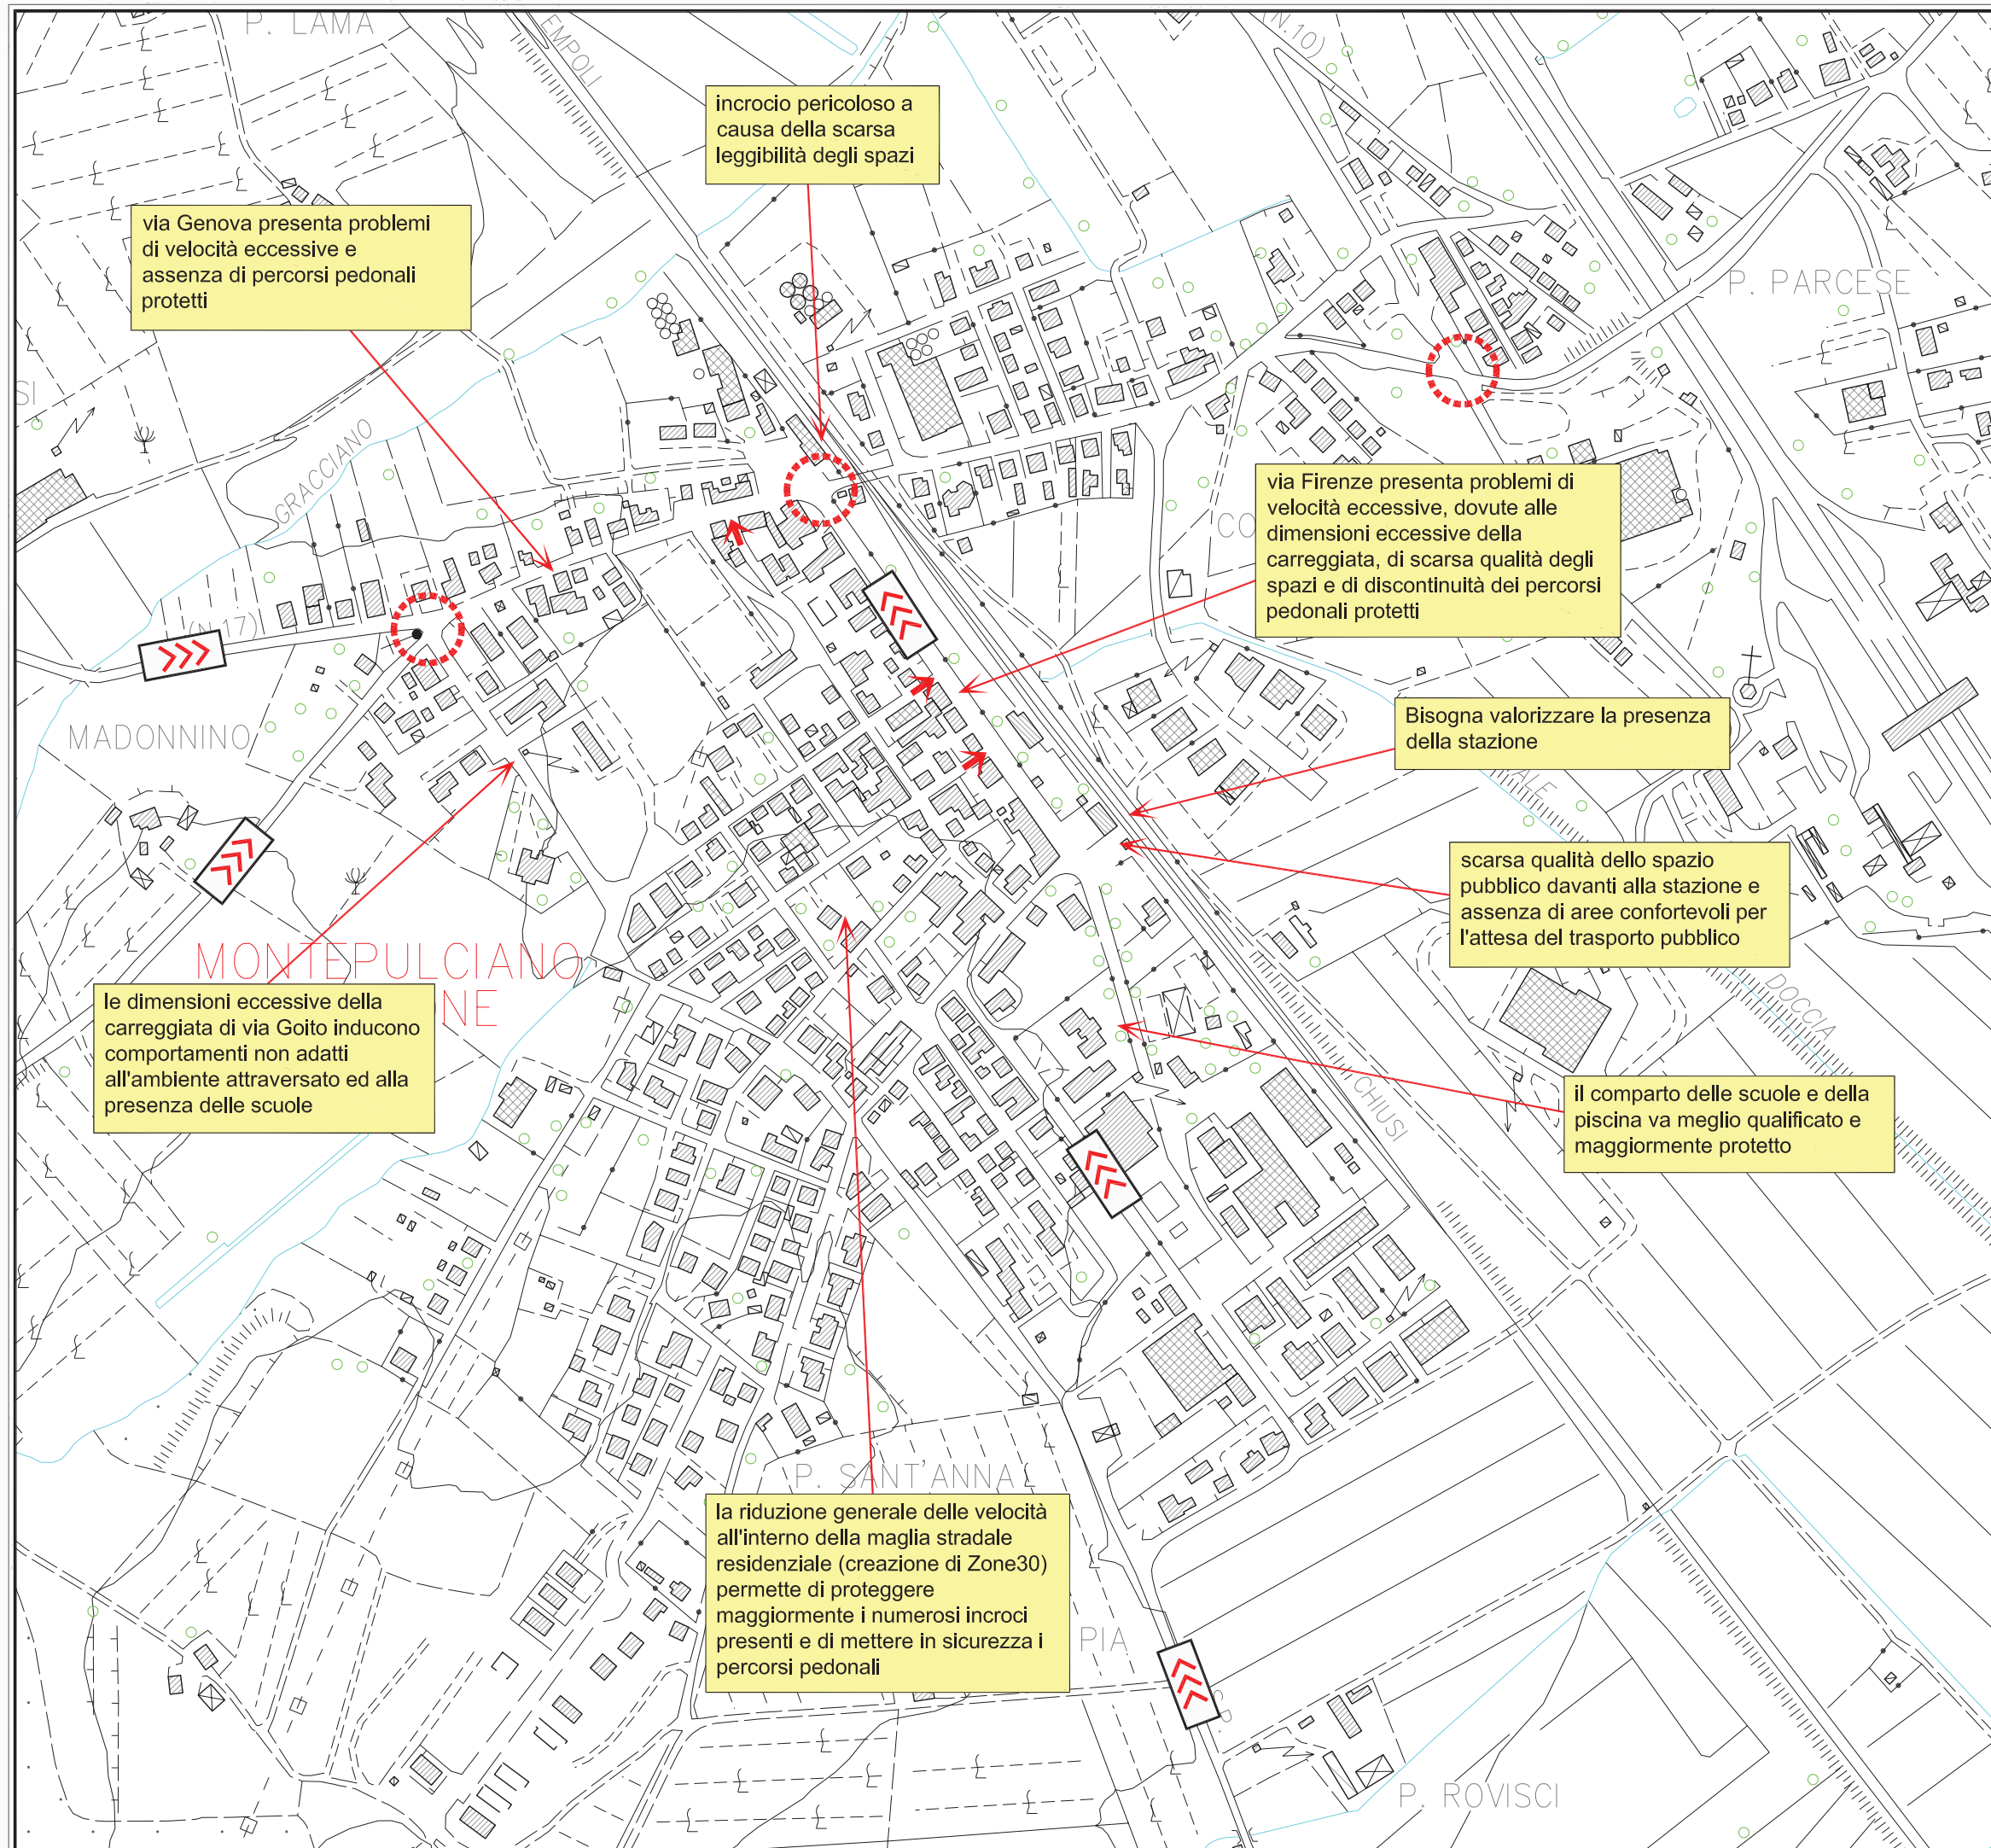 P. LAMA
EMPOLI
(N.10)
incrocio pericoloso a
causa della scarsa
leggibilità degli spazi
via Genova presenta problemi
di velocità eccessive e
assenza di percorsi pedonali
protetti
P. PARCESE
SI
GRACCIANO
via Firenze presenta problemi di
velocità eccessive, dovute alle
dimensioni eccessive della
carreggiata, di scarsa qualità degli
spazi e di discontinuità dei percorsi
pedonali protetti
CO
(N.17)
MADONNINO
Bisogna valorizzare la presenza
della stazione
ALE
scarsa qualità dello spazio
pubblico davanti alla stazione e
assenza di aree confortevoli per
l'attesa del trasporto pubblico
MONTEPULCIANO
NE
le dimensioni eccessive della
carreggiata di via Goito inducono
comportamenti non adatti
all'ambiente attraversato ed alla
presenza delle scuole
DOCCIA
CHIUSI
il comparto delle scuole e della
piscina va meglio qualificato e
maggiormente protetto
P. SANT'ANNA
la riduzione generale delle velocità
all'interno della maglia stradale
residenziale (creazione di Zone30)
permette di proteggere
maggiormente i numerosi incroci
presenti e di mettere in sicurezza i
percorsi pedonali
PIA
S.P.
P. ROVISCI